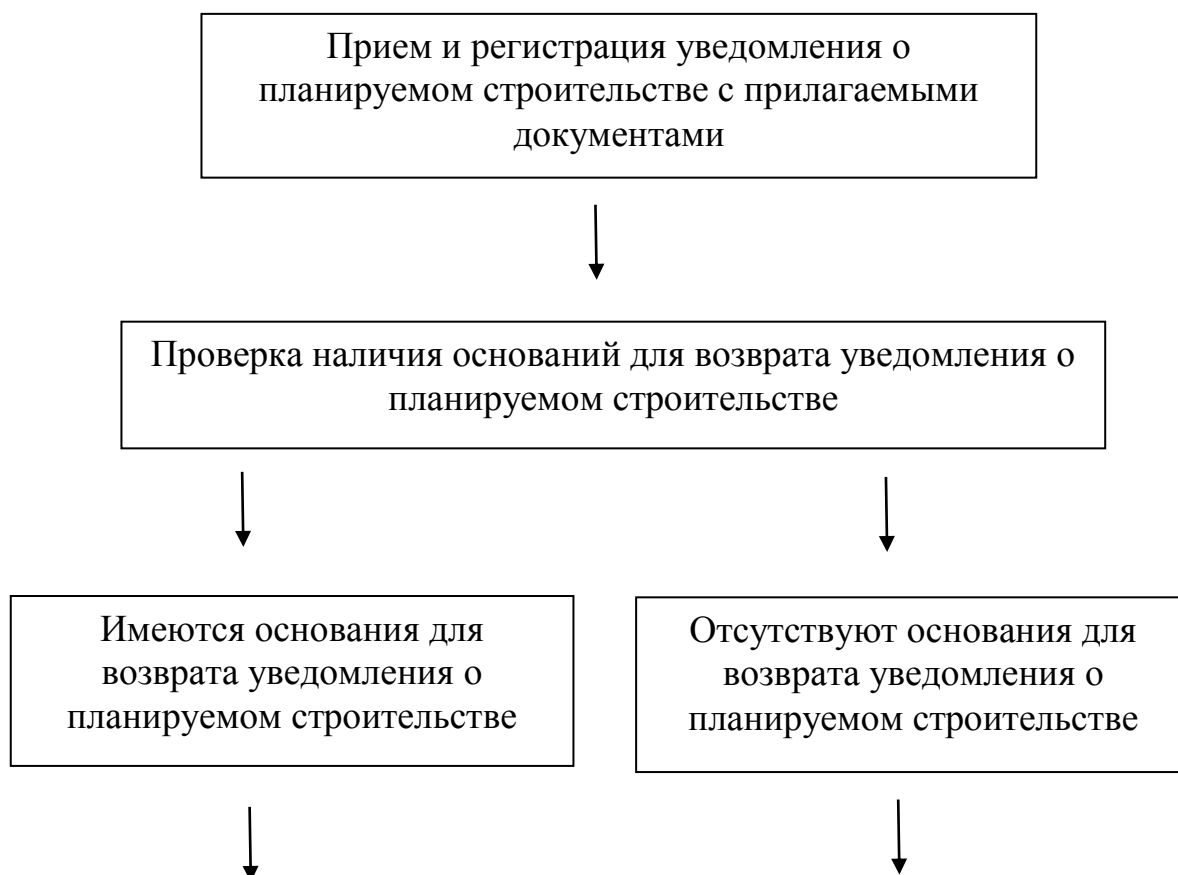 Прием и регистрация уведомления о
планируемом строительстве с прилагаемыми
документами
Проверка наличия оснований для возврата уведомления о
планируемом строительстве
Имеются основания для
возврата уведомления о
планируемом строительстве
Отсутствуют основания для
возврата уведомления о
планируемом строительстве